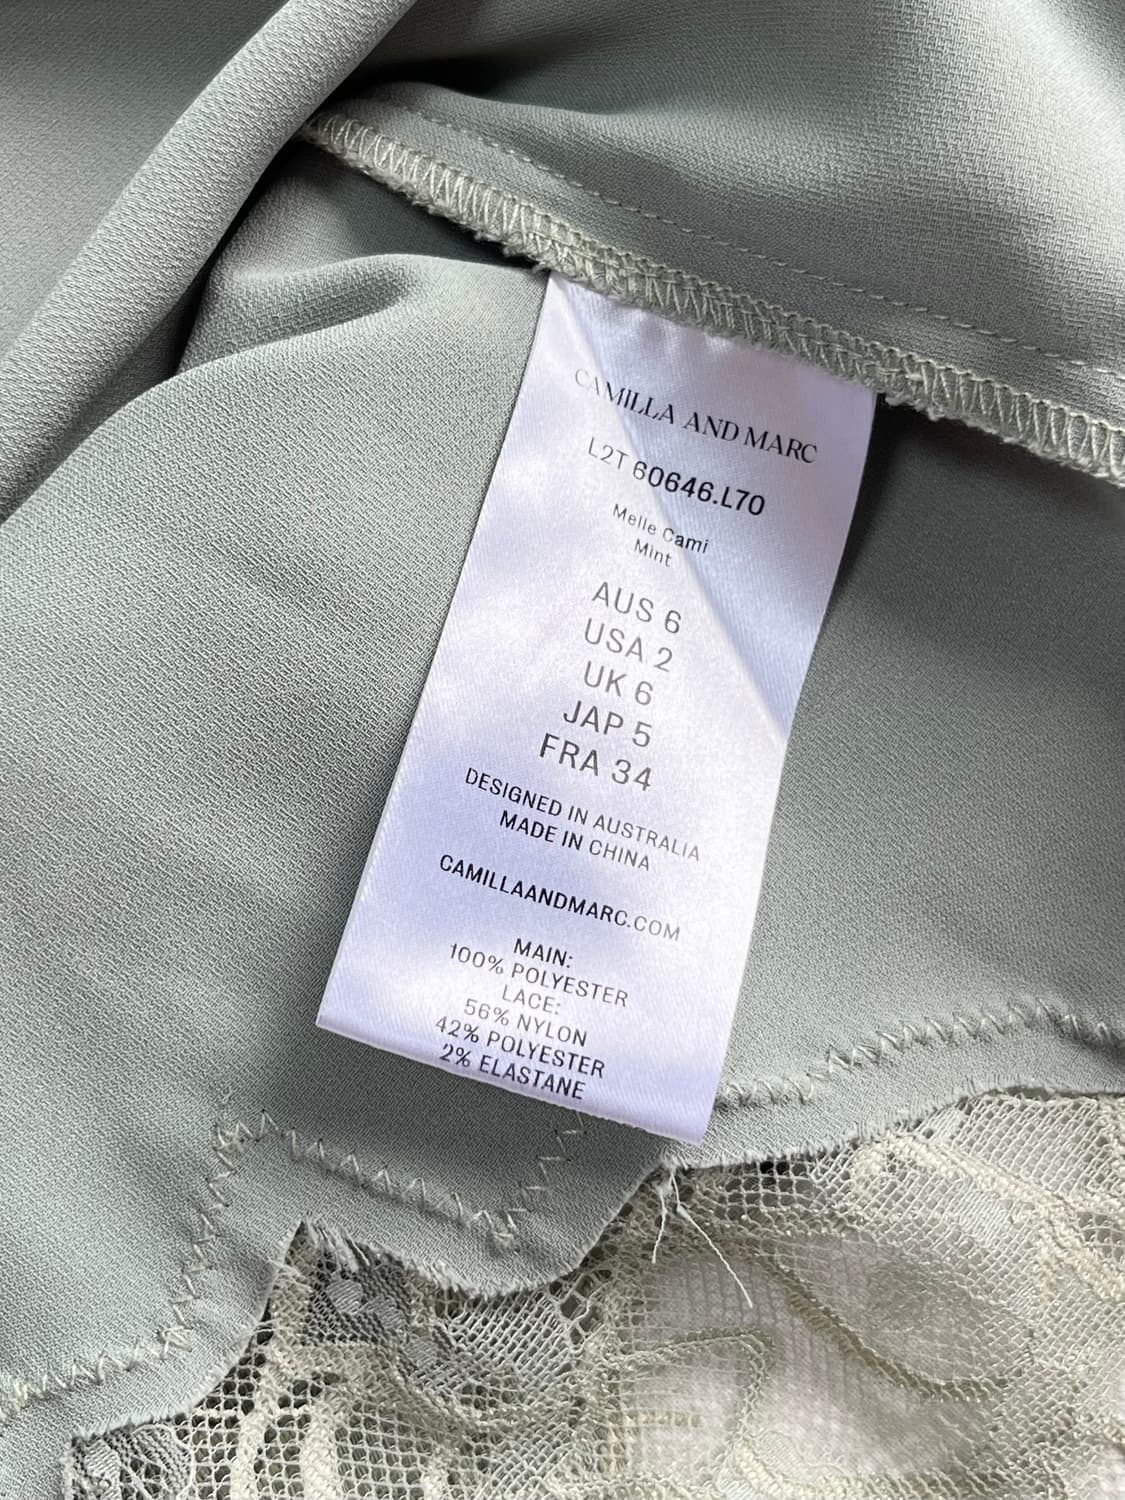 CAMILLA AND MARC
L2T 60646.L70
Melle Cami
Mint
AUS 6
USA 2
UK 6
JAP 5
FRA 34
DESIGNED IN AUSTRALIA
MADE IN CHINA
CAMILLAANDMARC.COM
MAIN:
100% POLYESTER
LACE:
56% NYLON
42% POLYESTER
2% ELASTANE